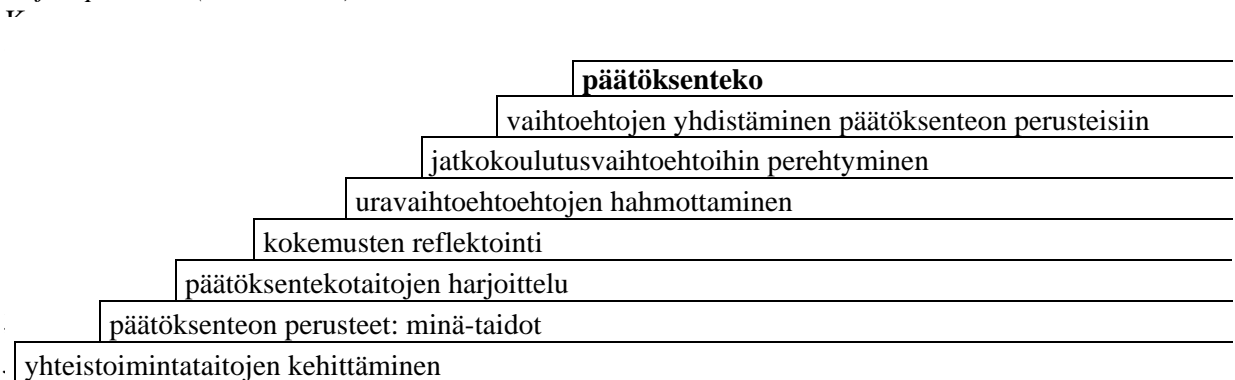 päätöksenteko
vaihtoehtojen yhdistäminen päätöksenteon perusteisiin
jatkokoulutusvaihtoehtoihin perehtyminen
uravaihtoehtoehtojen hahmottaminen
kokemusten reflektointi
päätöksentekotaitojen harjoittelu
päätöksenteon perusteet: minä-taidot
yhteistoimintataitojen kehittäminen